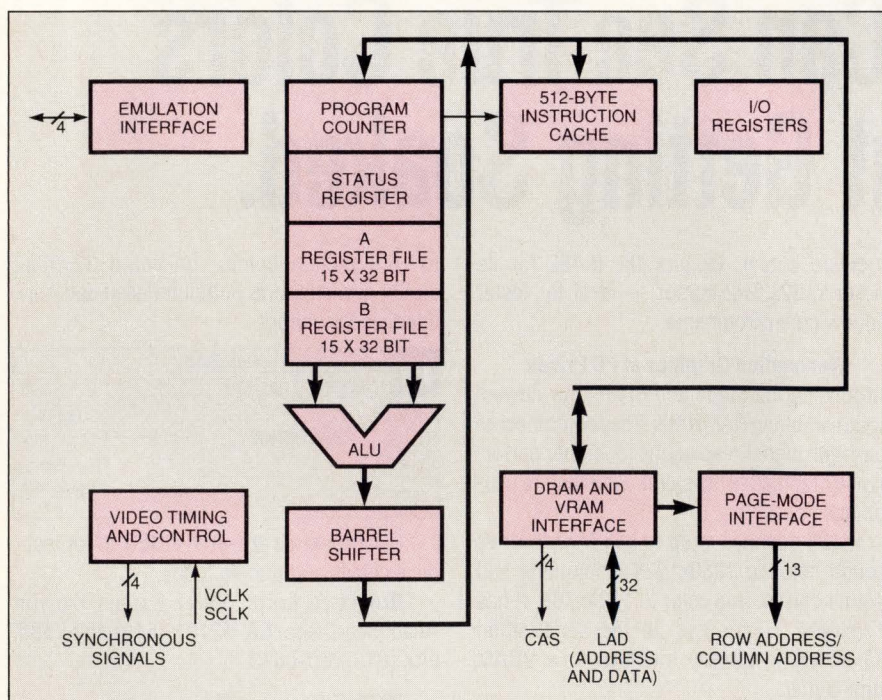 EMULATION
INTERFACE
4
PROGRAM
COUNTER
STATUS
REGISTER
A
REGISTER FILE
15 X 32 BIT
B
REGISTER FILE
15 X 32 BIT
ALU
BARREL
SHIFTER
512-BYTE
INSTRUCTION
CACHE
I/O
REGISTERS
VIDEO TIMING
AND CONTROL
4
VCLK
SCLK
SYNCHRONOUS
SIGNALS
DRAM AND
VRAM
INTERFACE
4
CAS
32
LAD
(ADDRESS
AND DATA)
PAGE-MODE
INTERFACE
13
ROW ADDRESS/
COLUMN ADDRESS